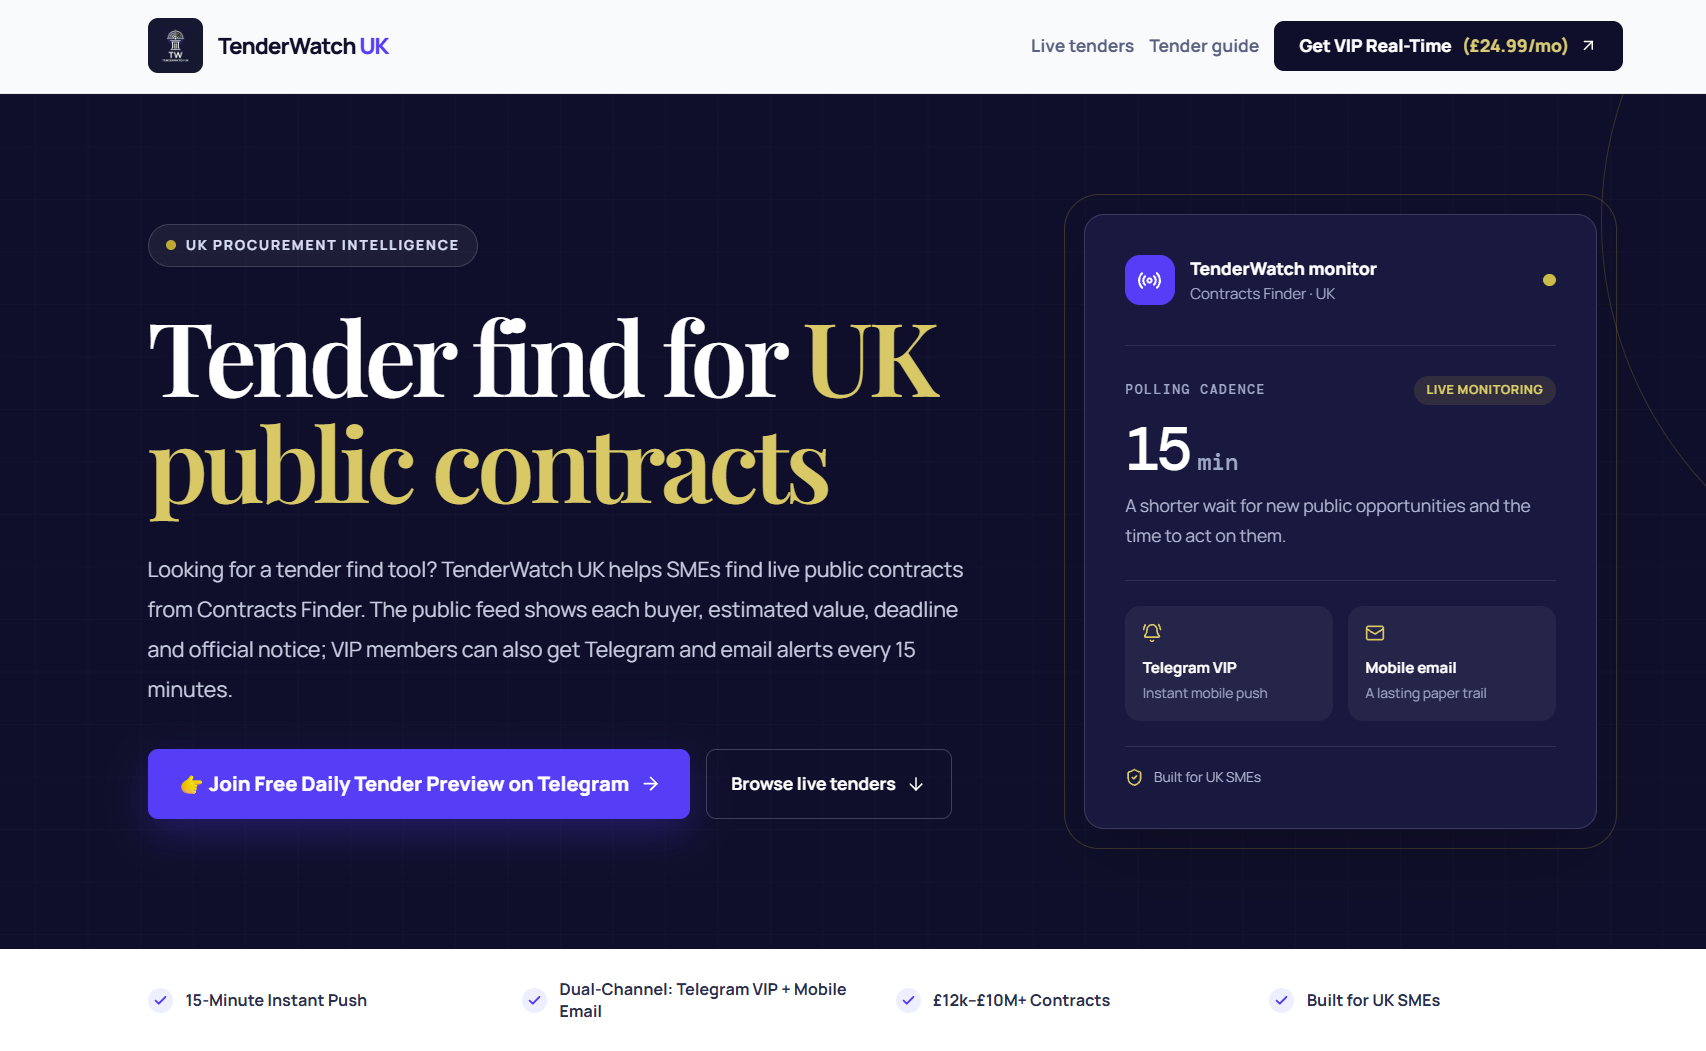 TW
TenderWatch UK
Live tenders
Tender guide
Get VIP Real-Time (£24.99/mo)
UK PROCUREMENT INTELLIGENCE
Tender find for UK
public contracts
Looking for a tender find tool? TenderWatch UK helps SMEs find live public contracts
from Contracts Finder. The public feed shows each buyer, estimated value, deadline
and official notice; VIP members can also get Telegram and email alerts every 15
minutes.
👉 Join Free Daily Tender Preview on Telegram →
Browse live tenders ↓
TenderWatch monitor
Contracts Finder · UK
POLLING CADENCE
LIVE MONITORING
15 min
A shorter wait for new public opportunities and the
time to act on them.
Telegram VIP
Instant mobile push
Mobile email
A lasting paper trail
Built for UK SMEs
15-Minute Instant Push
Dual-Channel: Telegram VIP + Mobile
Email
£12k–£10M+ Contracts
Built for UK SMEs